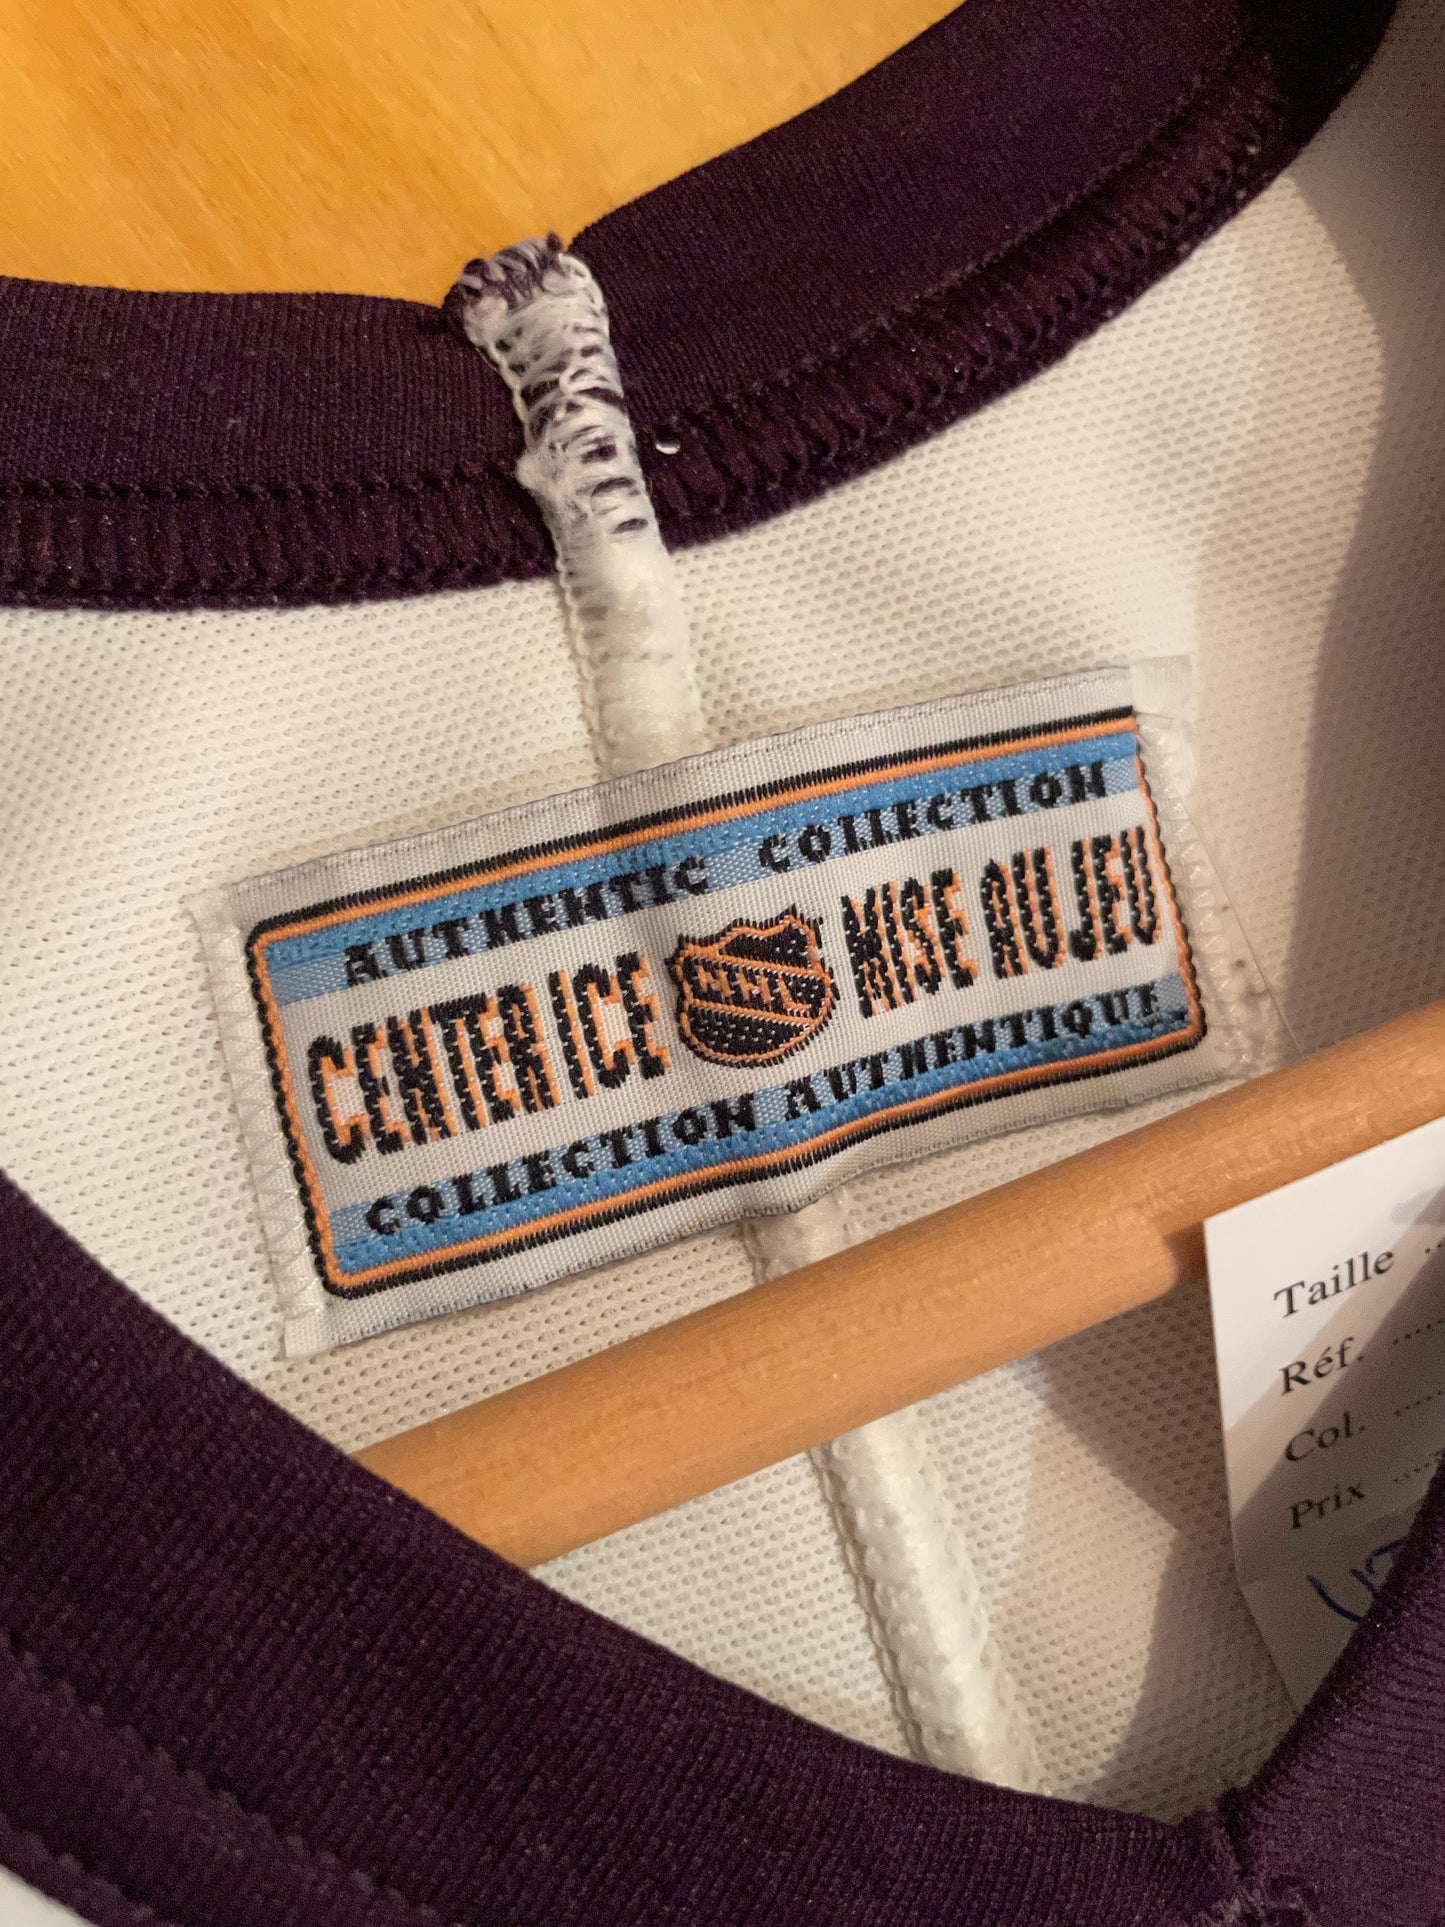 AUTHENTIC COLLECTION
CENTER ICE NHL MISE AU JEU
COLLECTION AUTHENTIQUE
Taille
Réf.
Col.
Prix